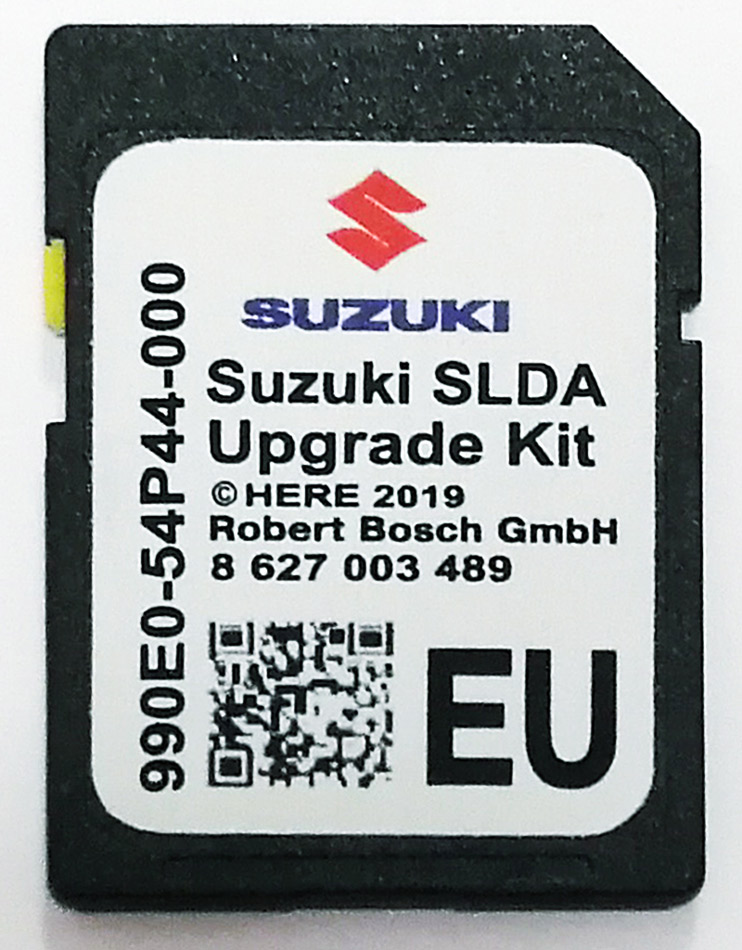 SUZUKI
Suzuki SLDA
Upgrade Kit
©HERE 2019
Robert Bosch GmbH
8 627 003 489
EU
990E0-54P44-000